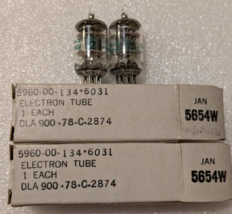 5960-00-134-6031
ELECTRON TUBE
1 EACH
DLA 900-78-C-2874
JAN
5654W
5960-00-134-6031
ELECTRON TUBE
1 EACH
DLA 900-78-C-2874
JAN
5654W